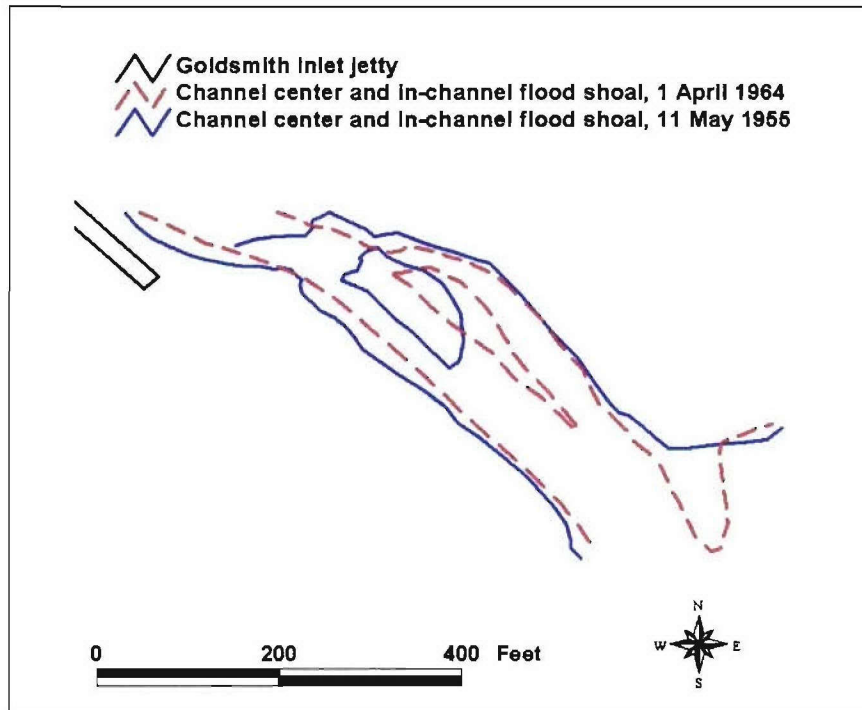 Goldsmith Inlet jetty
Channel center and in-channel flood shoal, 1 April 1964
Channel center and in-channel flood shoal, 11 May 1955
N
W E
S
0 200 400 Feet